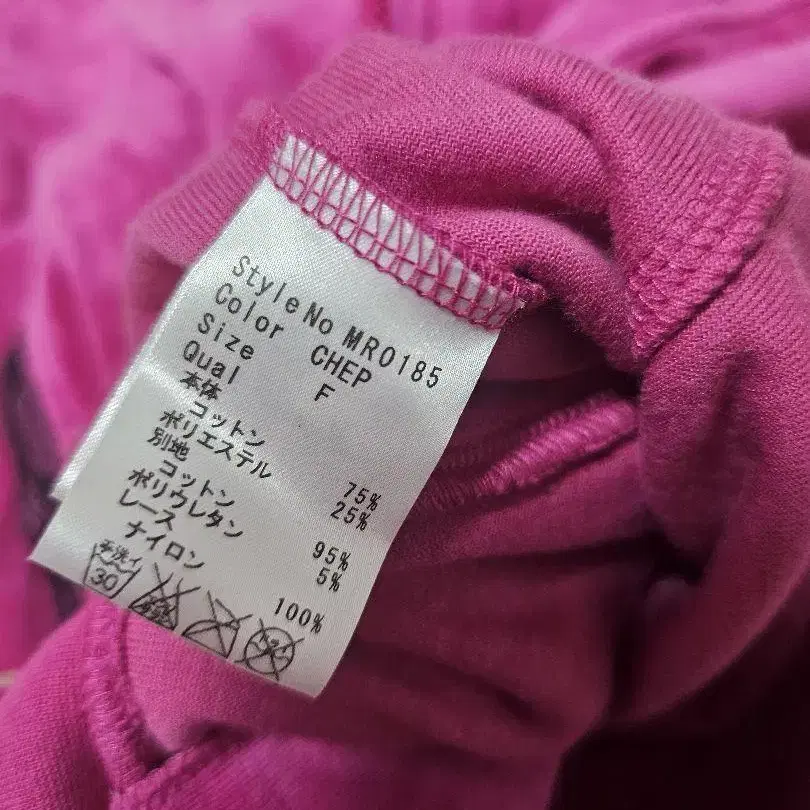 Style No MR0185
Color CHEP
Size F
Qual
本体
コットン 75%
ポリエステル 25%
別地
コットン 95%
ポリウレタン 5%
レース
ナイロン 100%
手洗イ
30